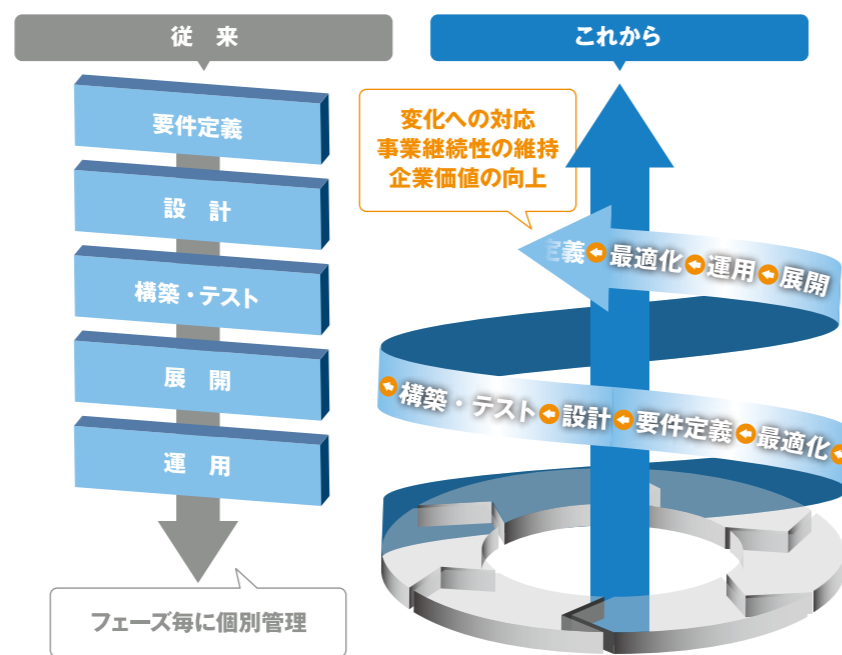 従 来
要件定義
設 計
構築・テスト
展 開
運 用
フェーズ毎に個別管理
これから
変化への対応
事業継続性の維持
企業価値の向上
定義 最適化 運用 展開
構築・テスト 設計 要件定義 最適化